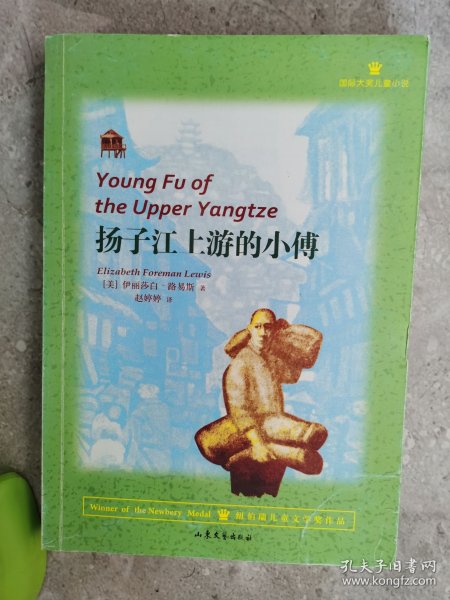 国际大奖儿童小说
Young Fu of
the Upper Yangtze
扬子江上游的小傅
Elizabeth Foreman Lewis
[美] 伊丽莎白·路易斯 著
赵婷婷 译
Winner of the Newbery Medal 纽伯瑞儿童文学奖作品
山东文艺出版社
孔夫子旧书网
www.kongfz.com